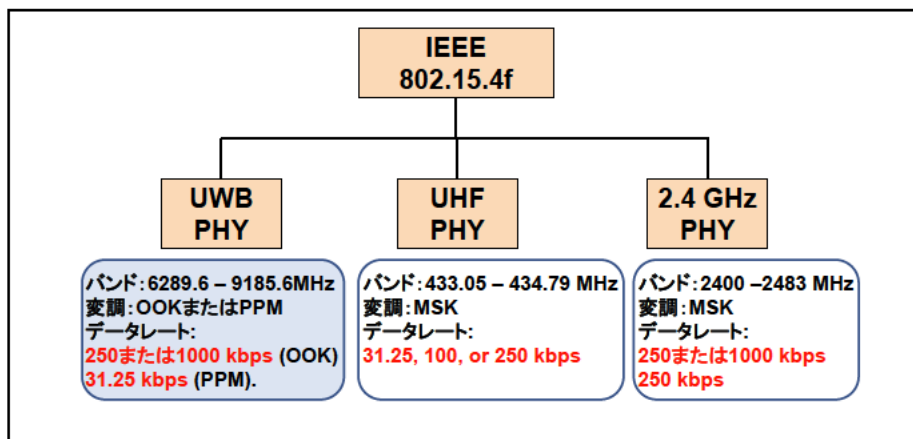 IEEE
802.15.4f
UWB
PHY
UHF
PHY
2.4 GHz
PHY
バンド：6289.6 – 9185.6MHz
変調：OOKまたはPPM
データレート：
250または1000 kbps (OOK)
31.25 kbps (PPM).
バンド：433.05 – 434.79 MHz
変調：MSK
データレート：
31.25, 100, or 250 kbps
バンド：2400 –2483 MHz
変調：MSK
データレート：
250または1000 kbps
250 kbps